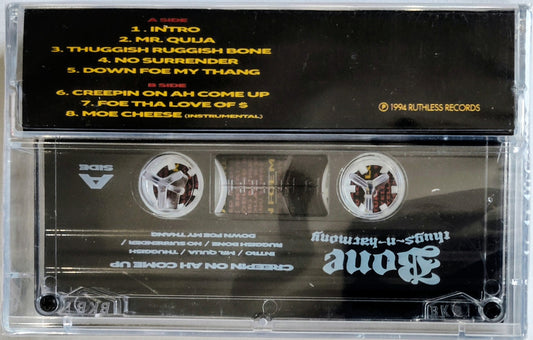 A SIDE
1. INTRO
2. MR. QUIJA
3. THUGGISH RUGGISH BONE
4. NO SURRENDER
5. DOWN FOE MY THANG
B SIDE
6. CREEPIN ON AH COME UP
7. FOE THA LOVE OF $
8. MOE CHEESE (INSTRUMENTAL)
℗ 1994 RUTHLESS RECORDS
Bone
thugs-n-harmony
CREEPIN ON AH COME UP
INTRO / MR. QUIJA / THUGGISH
RUGGISH BONE / NO SURRENDER /
DOWN FOE MY THANG
A
SIDE